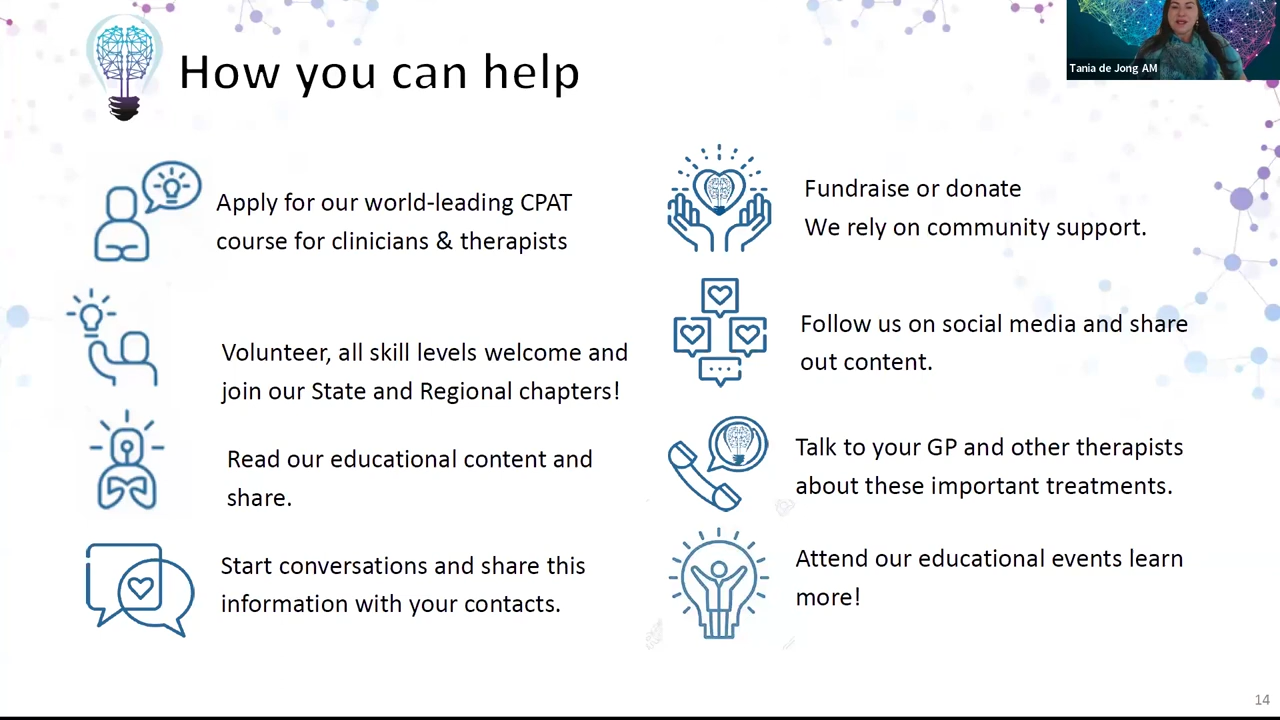 How you can help
Tania de Jong AM
Apply for our world-leading CPAT
course for clinicians & therapists
Volunteer, all skill levels welcome and
join our State and Regional chapters!
Read our educational content and
share.
Start conversations and share this
information with your contacts.
Fundraise or donate
We rely on community support.
Follow us on social media and share
out content.
Talk to your GP and other therapists
about these important treatments.
Attend our educational events learn
more!
14